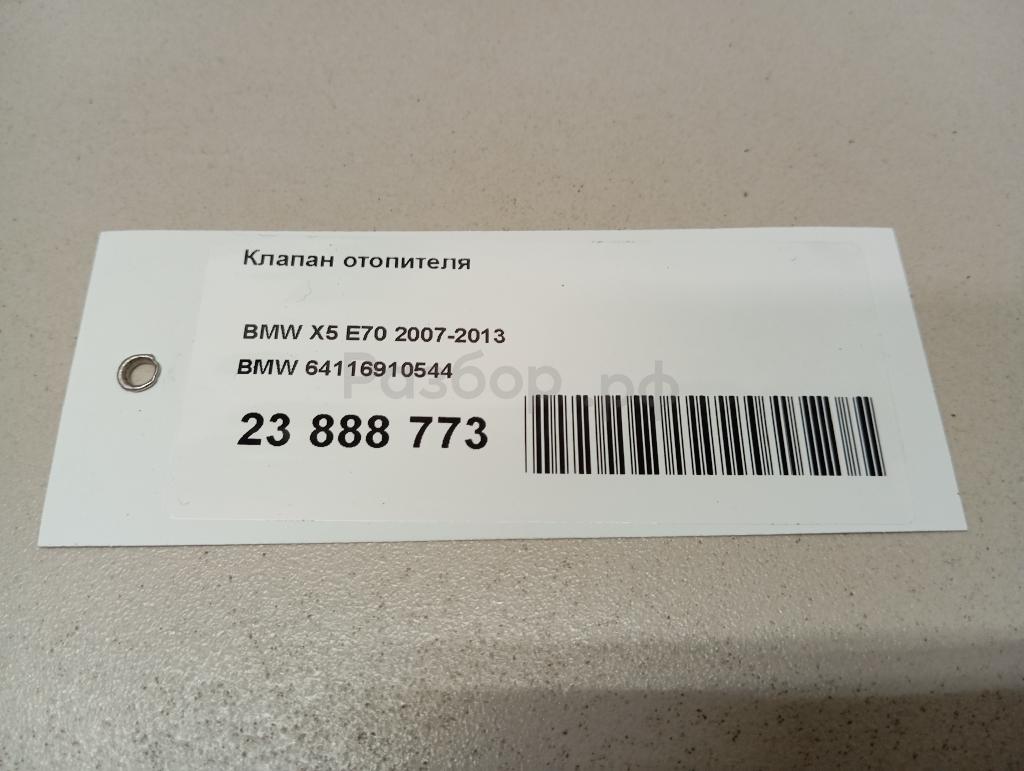 Клапан отопителя
BMW X5 E70 2007-2013
BMW 64116910544
Разбор.рф
23 888 773